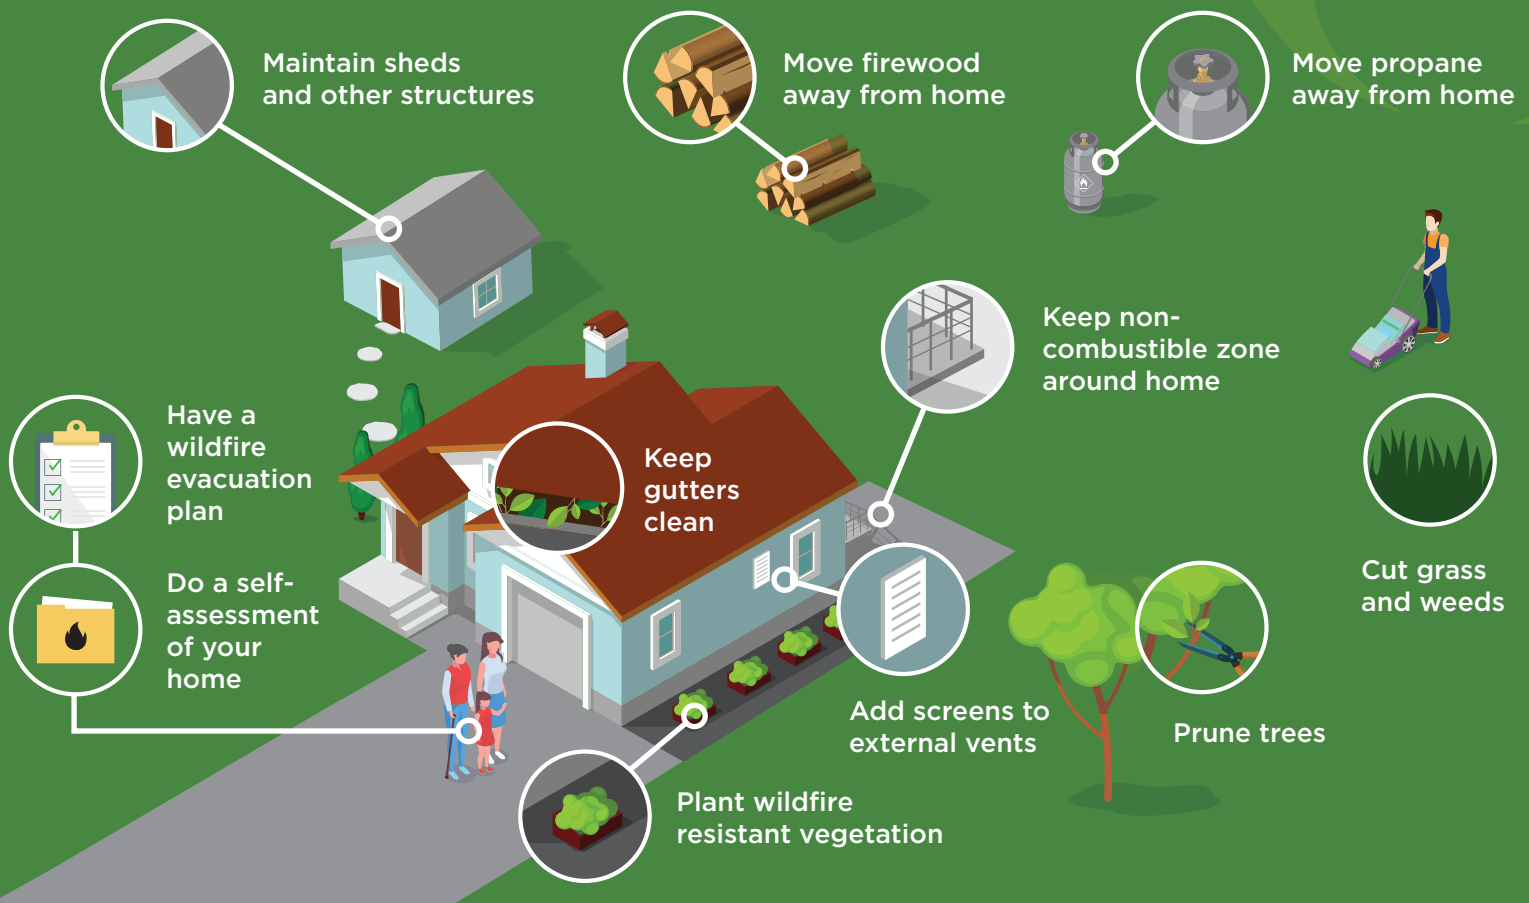 Maintain sheds
and other structures
Move firewood
away from home
Move propane
away from home
Keep non-
combustible zone
around home
Have a
wildfire
evacuation
plan
Keep
gutters
clean
Do a self-
assessment
of your
home
Cut grass
and weeds
Add screens to
external vents
Prune trees
Plant wildfire
resistant vegetation